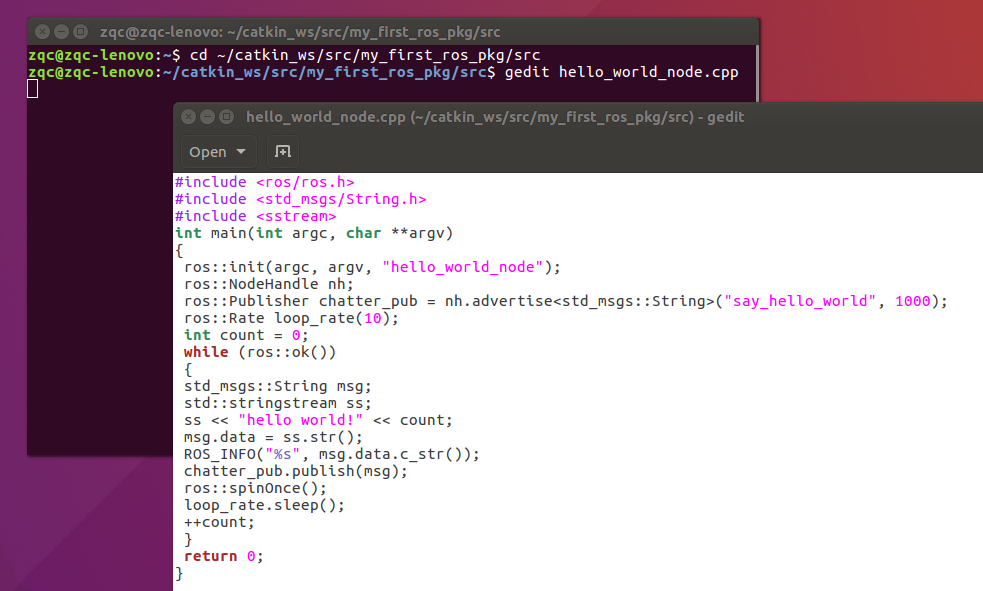 zqc@zqc-lenovo: ~/catkin_ws/src/my_first_ros_pkg/src
zqc@zqc-lenovo:~$ cd ~/catkin_ws/src/my_first_ros_pkg/src
zqc@zqc-lenovo:~/catkin_ws/src/my_first_ros_pkg/src$ gedit hello_world_node.cpp
hello_world_node.cpp (~/catkin_ws/src/my_first_ros_pkg/src) - gedit
Open
#include <ros/ros.h>
#include <std_msgs/String.h>
#include <sstream>
int main(int argc, char **argv)
{
 ros::init(argc, argv, "hello_world_node");
 ros::NodeHandle nh;
 ros::Publisher chatter_pub = nh.advertise<std_msgs::String>("say_hello_world", 1000);
 ros::Rate loop_rate(10);
 int count = 0;
 while (ros::ok())
 {
 std_msgs::String msg;
 std::stringstream ss;
 ss << "hello world!" << count;
 msg.data = ss.str();
 ROS_INFO("%s", msg.data.c_str());
 chatter_pub.publish(msg);
 ros::spinOnce();
 loop_rate.sleep();
 ++count;
 }
 return 0;
}